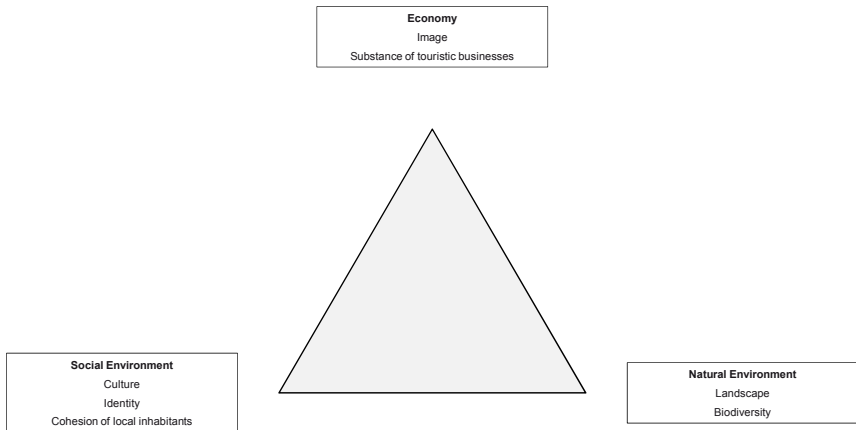 Economy
Image
Substance of touristic businesses
Social Environment
Culture
Identity
Cohesion of local inhabitants
Natural Environment
Landscape
Biodiversity